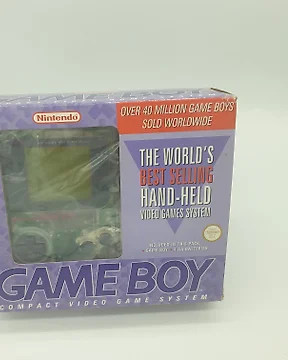 Nintendo
OVER 40 MILLION GAME BOYS
SOLD WORLDWIDE
THE WORLD'S
BEST SELLING
HAND-HELD
VIDEO GAMES SYSTEM
GAME BOY
COMPACT VIDEO GAME SYSTEM